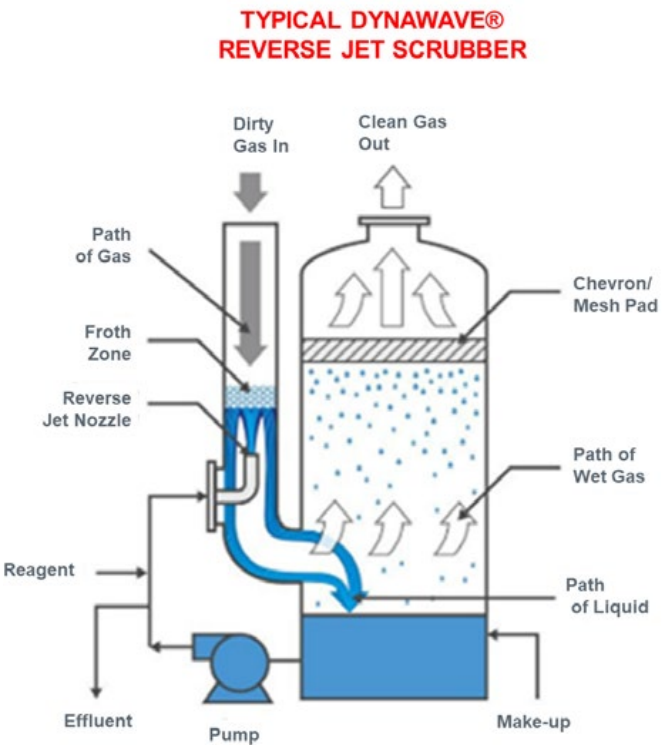 TYPICAL DYNAWAVE®
REVERSE JET SCRUBBER
Dirty
Gas In
Clean Gas
Out
Path
of Gas
Chevron/
Mesh Pad
Froth
Zone
Reverse
Jet Nozzle
Path of
Wet Gas
Reagent
Path
of Liquid
Effluent
Pump
Make-up